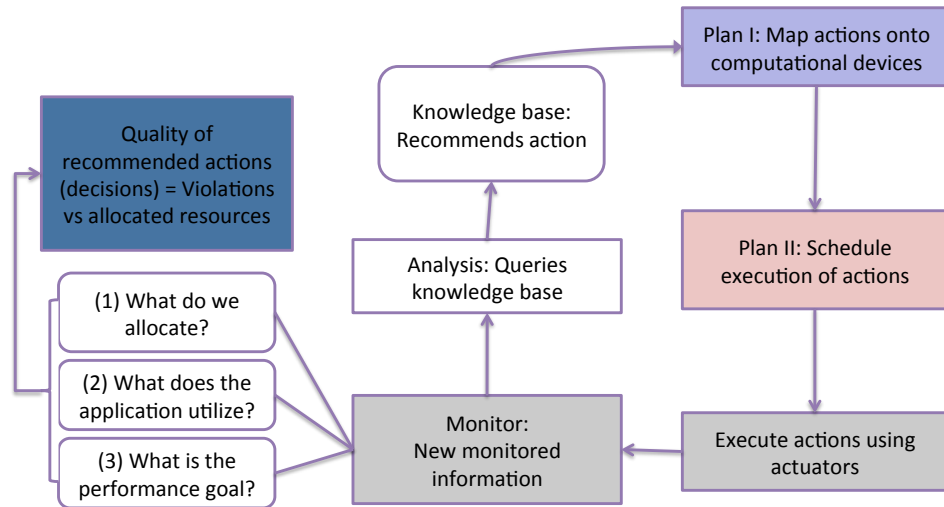 Plan I: Map actions onto
computational devices
Knowledge base:
Recommends action
Quality of
recommended actions
(decisions) = Violations
vs allocated resources
Plan II: Schedule
execution of actions
Analysis: Queries
knowledge base
(1) What do we
allocate?
(2) What does the
application utilize?
(3) What is the
performance goal?
Monitor:
New monitored
information
Execute actions using
actuators